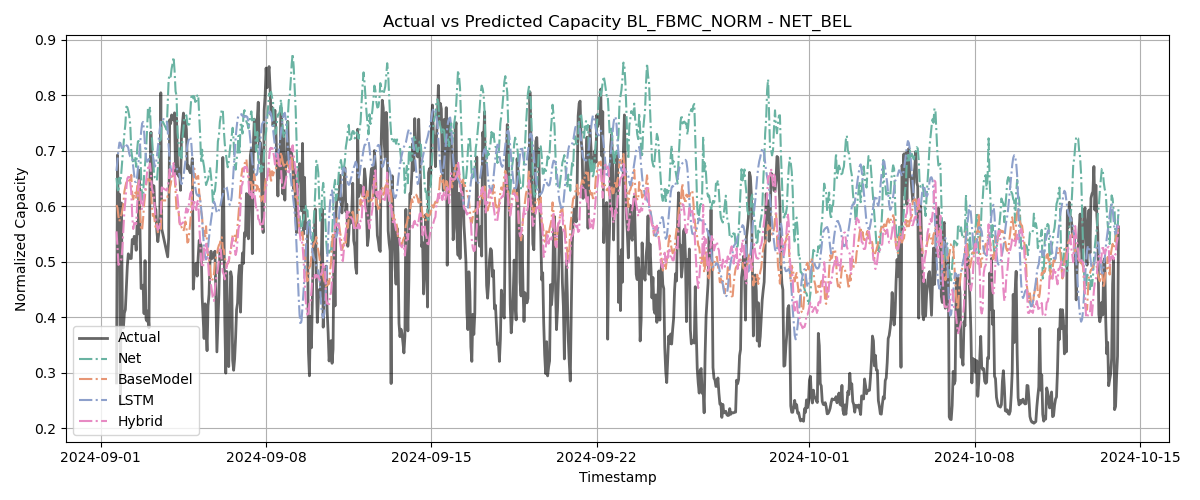 Actual vs Predicted Capacity BL_FBMC_NORM - NET_BEL
Normalized Capacity
0.9
0.8
0.7
0.6
0.5
0.4
0.3
0.2
Actual
Net
BaseModel
LSTM
Hybrid
2024-09-01
2024-09-08
2024-09-15
2024-09-22
2024-10-01
2024-10-08
2024-10-15
Timestamp